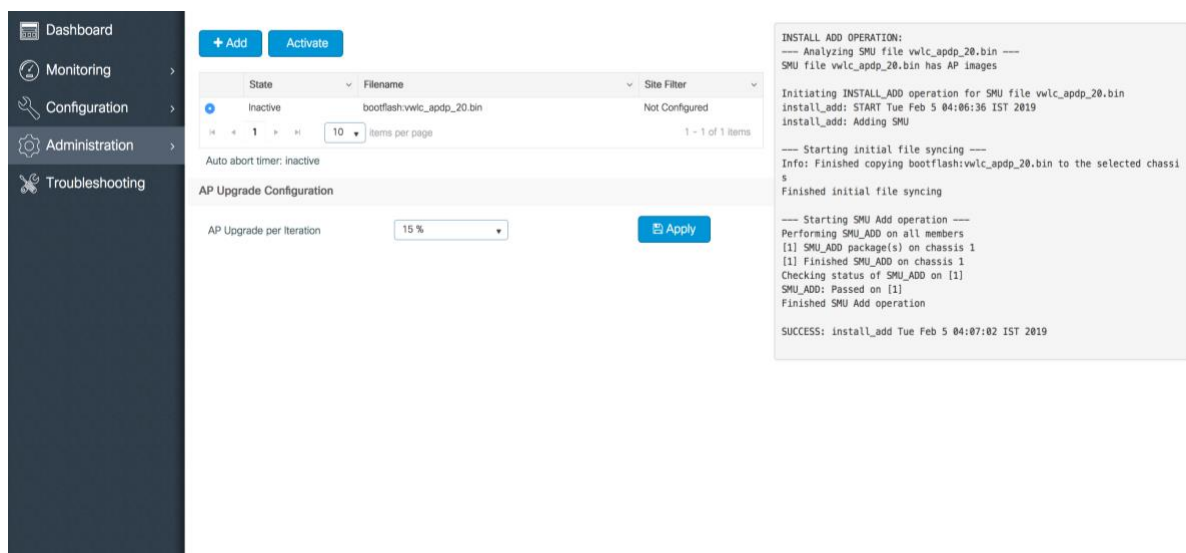 Dashboard
Monitoring
Configuration
Administration
Troubleshooting
+ Add
Activate
State Filename Site Filter
Inactive bootflash:vwlc_apdp_20.bin Not Configured
1 10 items per page 1 - 1 of 1 items
Auto abort timer: inactive
AP Upgrade Configuration
AP Upgrade per Iteration 15 % Apply
INSTALL ADD OPERATION:
--- Analyzing SMU file vwlc_apdp_20.bin ---
SMU file vwlc_apdp_20.bin has AP images
Initiating INSTALL_ADD operation for SMU file vwlc_apdp_20.bin
install_add: START Tue Feb 5 04:06:36 IST 2019
install_add: Adding SMU
--- Starting initial file syncing ---
Info: Finished copying bootflash:vwlc_apdp_20.bin to the selected chassi
s
Finished initial file syncing
--- Starting SMU Add operation ---
Performing SMU_ADD on all members
[1] SMU_ADD package(s) on chassis 1
[1] Finished SMU_ADD on chassis 1
Checking status of SMU_ADD on [1]
SMU_ADD: Passed on [1]
Finished SMU Add operation
SUCCESS: install_add Tue Feb 5 04:07:02 IST 2019